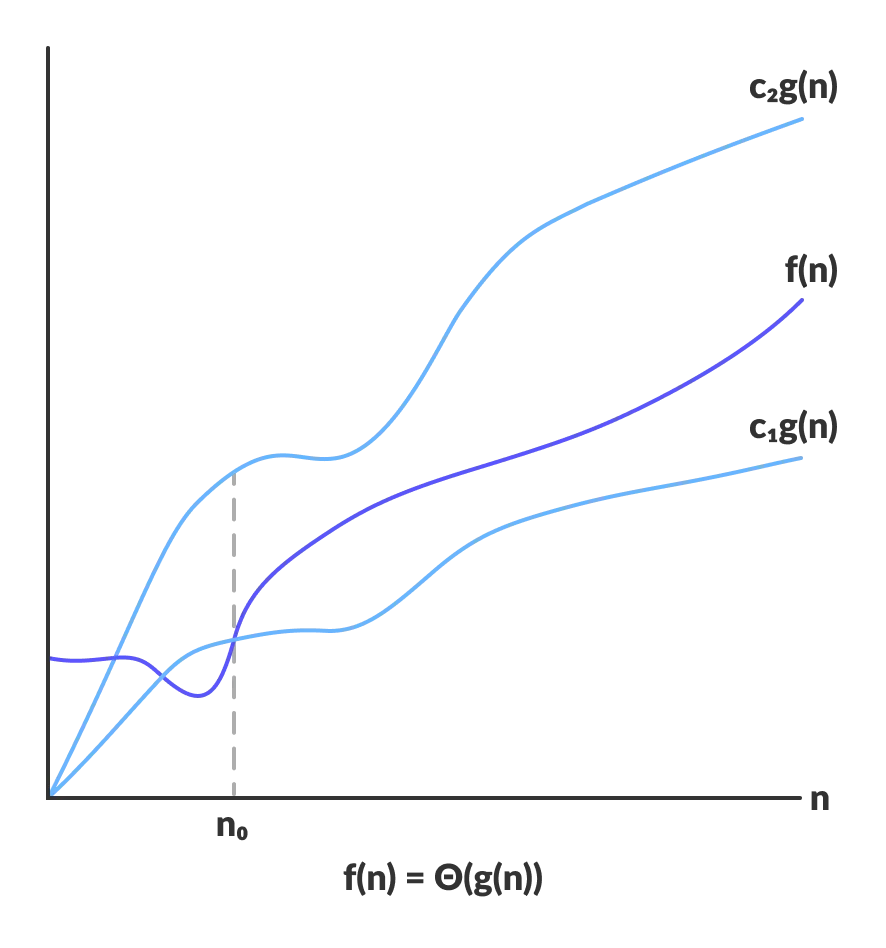 c₂g(n)
f(n)
c₁g(n)
n
n₀
f(n) = Θ(g(n))